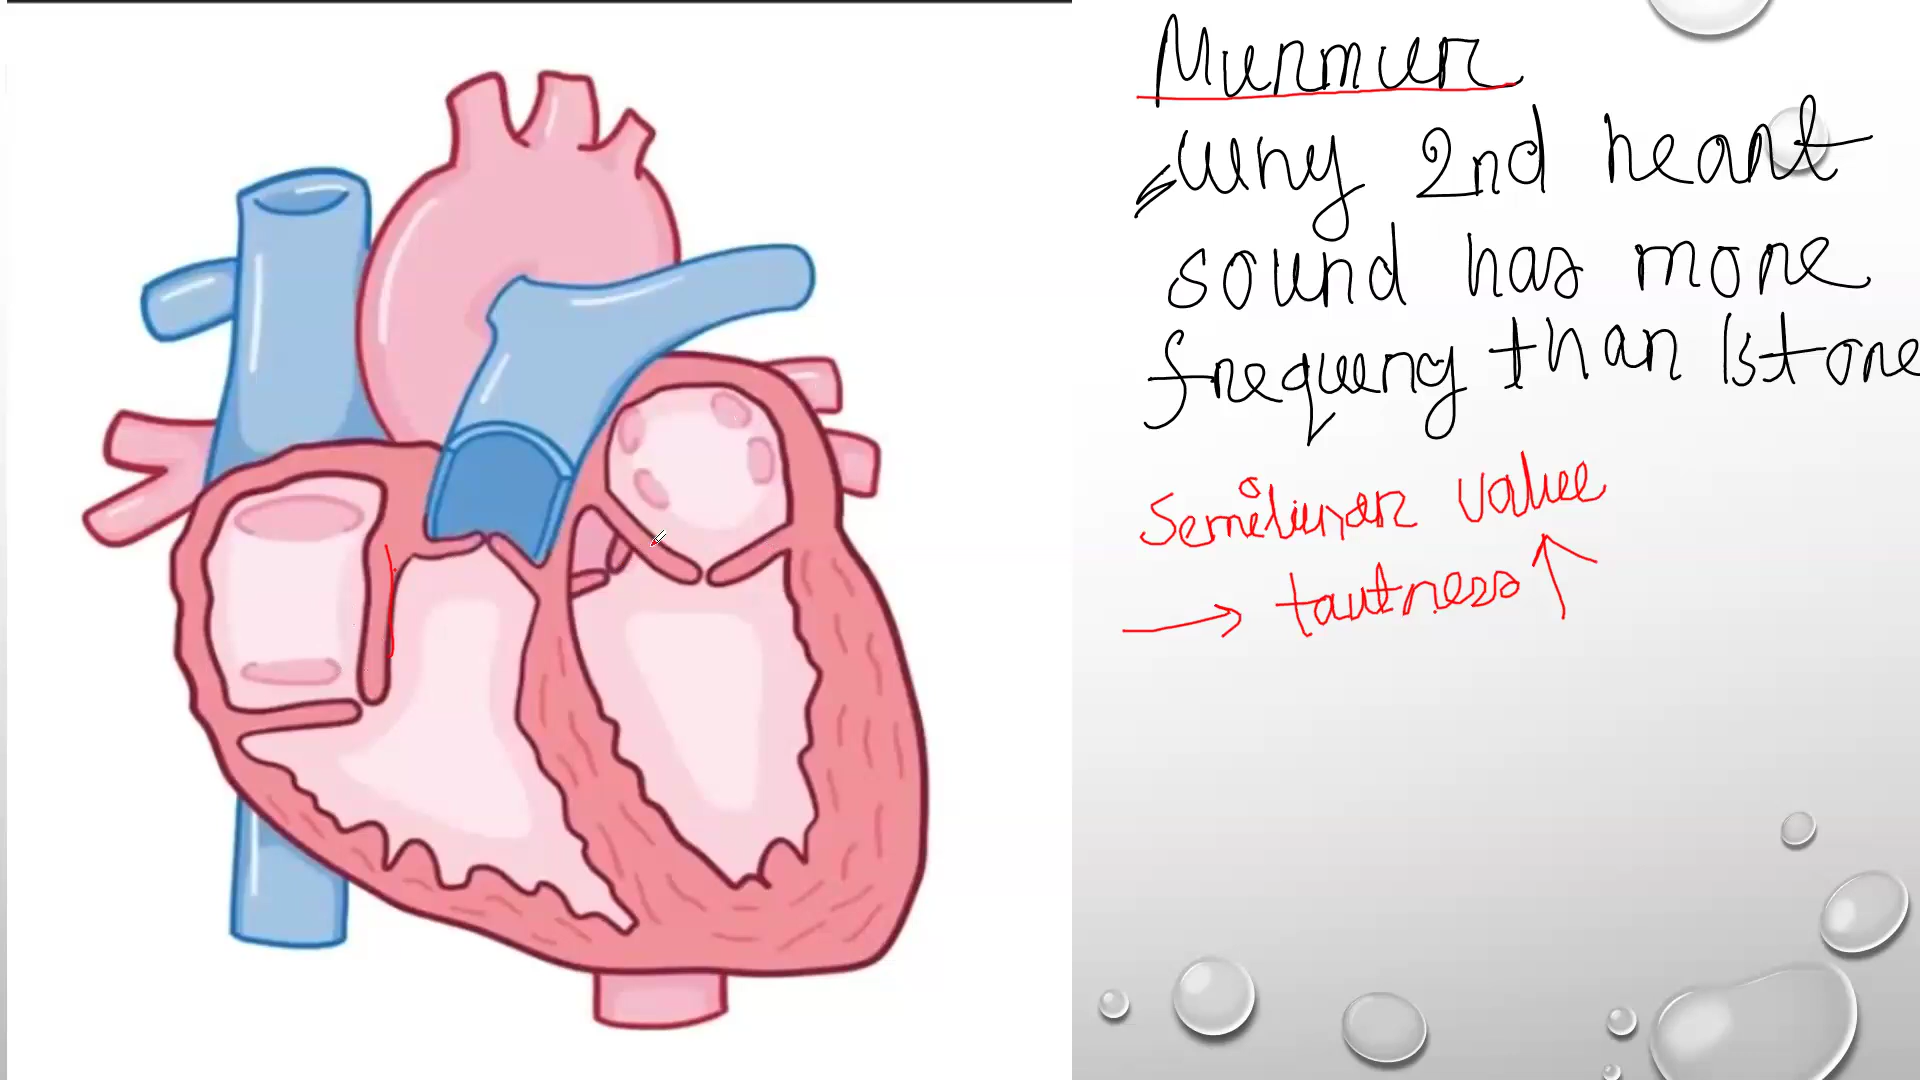 Murmur
Why 2nd heart
sound has more
frequency than 1st one
Semilunar valve
→ tautness ↑